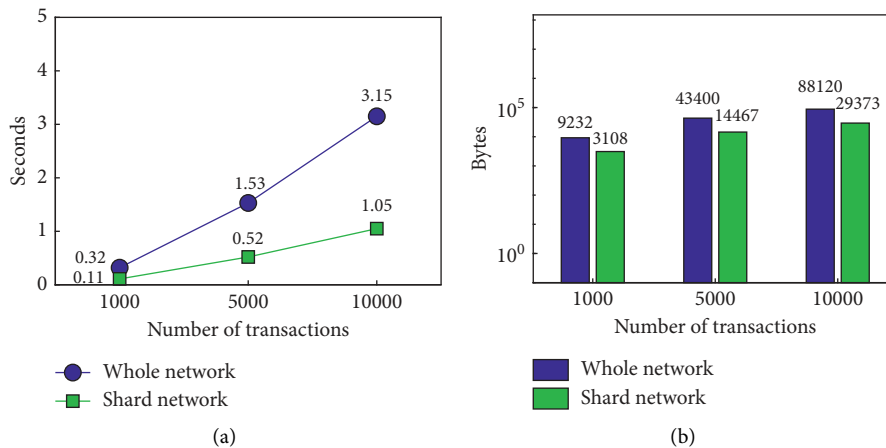 5
4
3
2
1
0
Seconds
0.32
0.11
1.53
0.52
3.15
1.05
1000
5000
10000
Number of transactions
Whole network
Shard network
(a)
10^5
10^0
Bytes
9232
3108
43400
14467
88120
29373
1000
5000
10000
Number of transactions
Whole network
Shard network
(b)